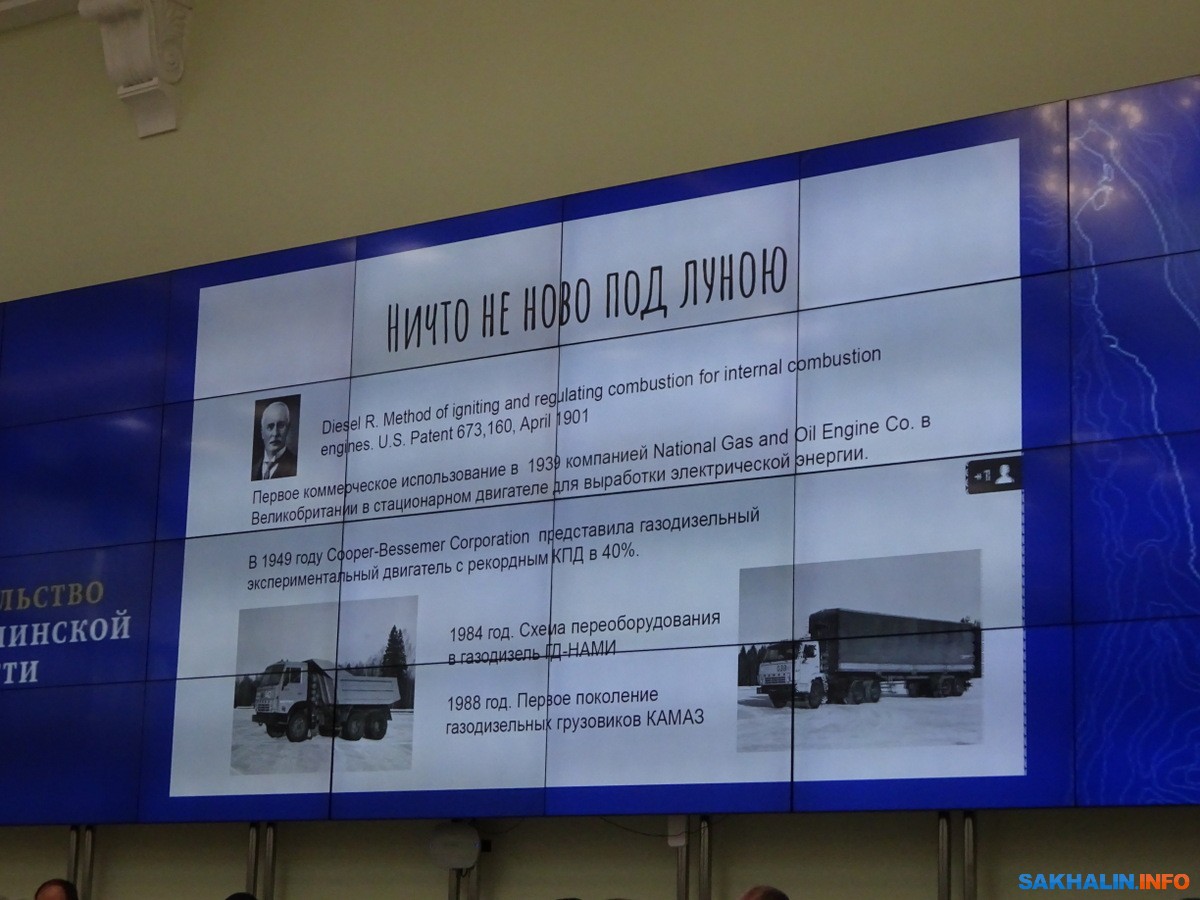 Ничто не ново под луною
Diesel R. Method of igniting and regulating combustion for internal combustion
engines. U.S. Patent 673,160, April 1901
Первое коммерческое использование в 1939 компанией National Gas and Oil Engine Co. в
Великобритании в стационарном двигателе для выработки электрической энергии.
В 1949 году Cooper-Bessemer Corporation представила газодизельный
экспериментальный двигатель с рекордным КПД в 40%.
1984 год. Схема переоборудования
в газодизель ГД-НАМИ
1988 год. Первое поколение
газодизельных грузовиков КАМАЗ
ЛЬСТВО
ИНСКОЙ
ТИ
SAKHALIN.INFO